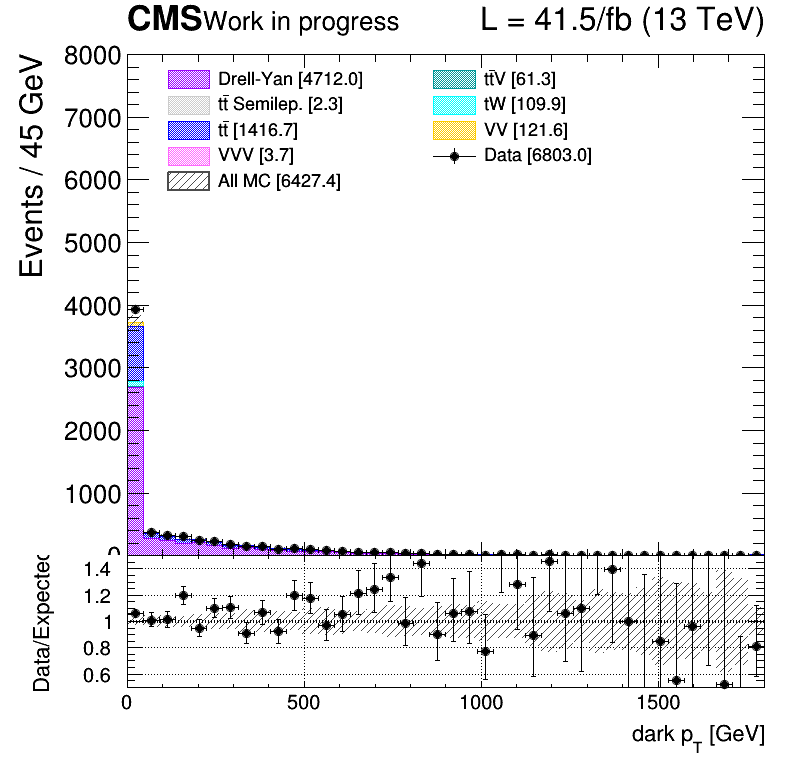 CMS Work in progress L = 41.5/fb (13 TeV)
Events / 45 GeV
8000
7000
6000
5000
4000
3000
2000
1000
0
Drell-Yan [4712.0]
tt̄ Semilep. [2.3]
tt̄ [1416.7]
VVV [3.7]
All MC [6427.4]
tt̄V [61.3]
tW [109.9]
VV [121.6]
Data [6803.0]
Data/Expected
1.4
1.2
1
0.8
0.6
0 500 1000 1500
dark p_T [GeV]